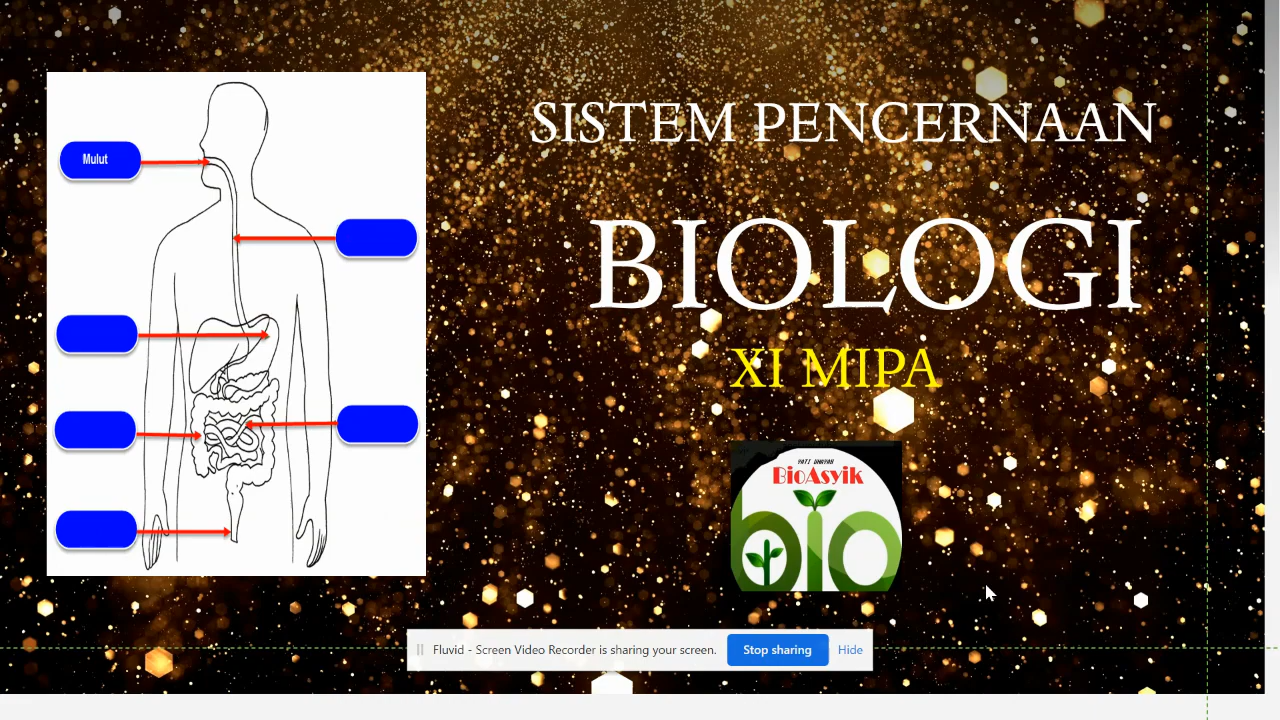 SISTEM PENCERNAAN
BIOLOGI
XI MIPA
Mulut
BioAsyik
bio
Fluvid - Screen Video Recorder is sharing your screen.
Stop sharing
Hide